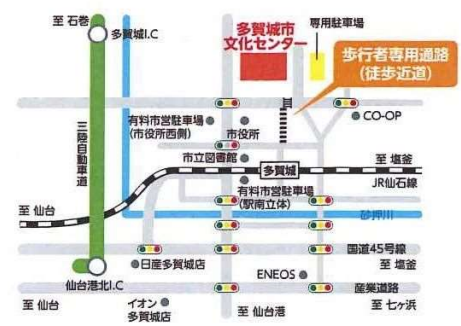 至 石巻
多賀城I.C
多賀城市
文化センター
専用駐車場
歩行者専用通路
(徒歩近道)
CO-OP
有料市営駐車場
(市役所西側)
市役所
三陸自動車道
市立図書館
多賀城
至 塩釜
JR仙石線
有料市営駐車場
(駅南立体)
至 仙台
砂押川
国道45号線
日産多賀城店
至 塩釜
仙台港北I.C
ENEOS
産業道路
至 仙台
イオン
多賀城店
至 仙台港
至 七ヶ浜